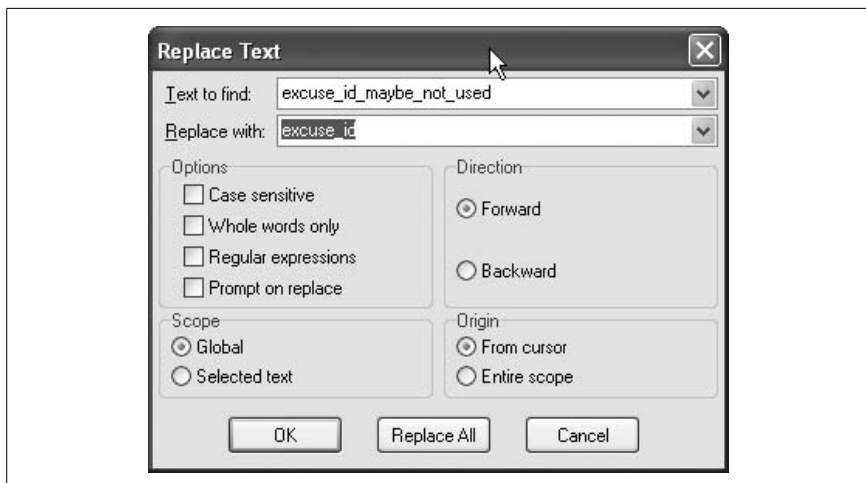 Replace Text
Text to find: excuse_id_maybe_not_used
Replace with: excuse_id
Options
Case sensitive
Whole words only
Regular expressions
Prompt on replace
Direction
Forward
Backward
Scope
Global
Selected text
Origin
From cursor
Entire scope
OK Replace All Cancel